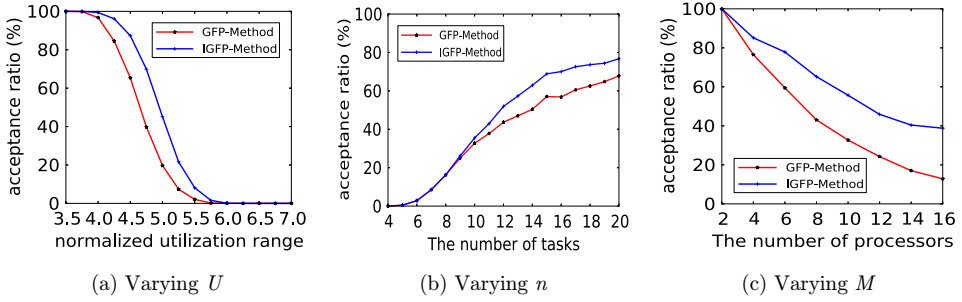 acceptance ratio (%)
100
80
60
40
20
0
GFP-Method
IGFP-Method
3.5 4.0 4.5 5.0 5.5 6.0 6.5 7.0
normalized utilization range
(a) Varying U
acceptance ratio (%)
100
80
60
40
20
0
GFP-Method
IGFP-Method
4 6 8 10 12 14 16 18 20
The number of tasks
(b) Varying n
acceptance ratio (%)
100
80
60
40
20
0
GFP-Method
IGFP-Method
2 4 6 8 10 12 14 16
The number of processors
(c) Varying M